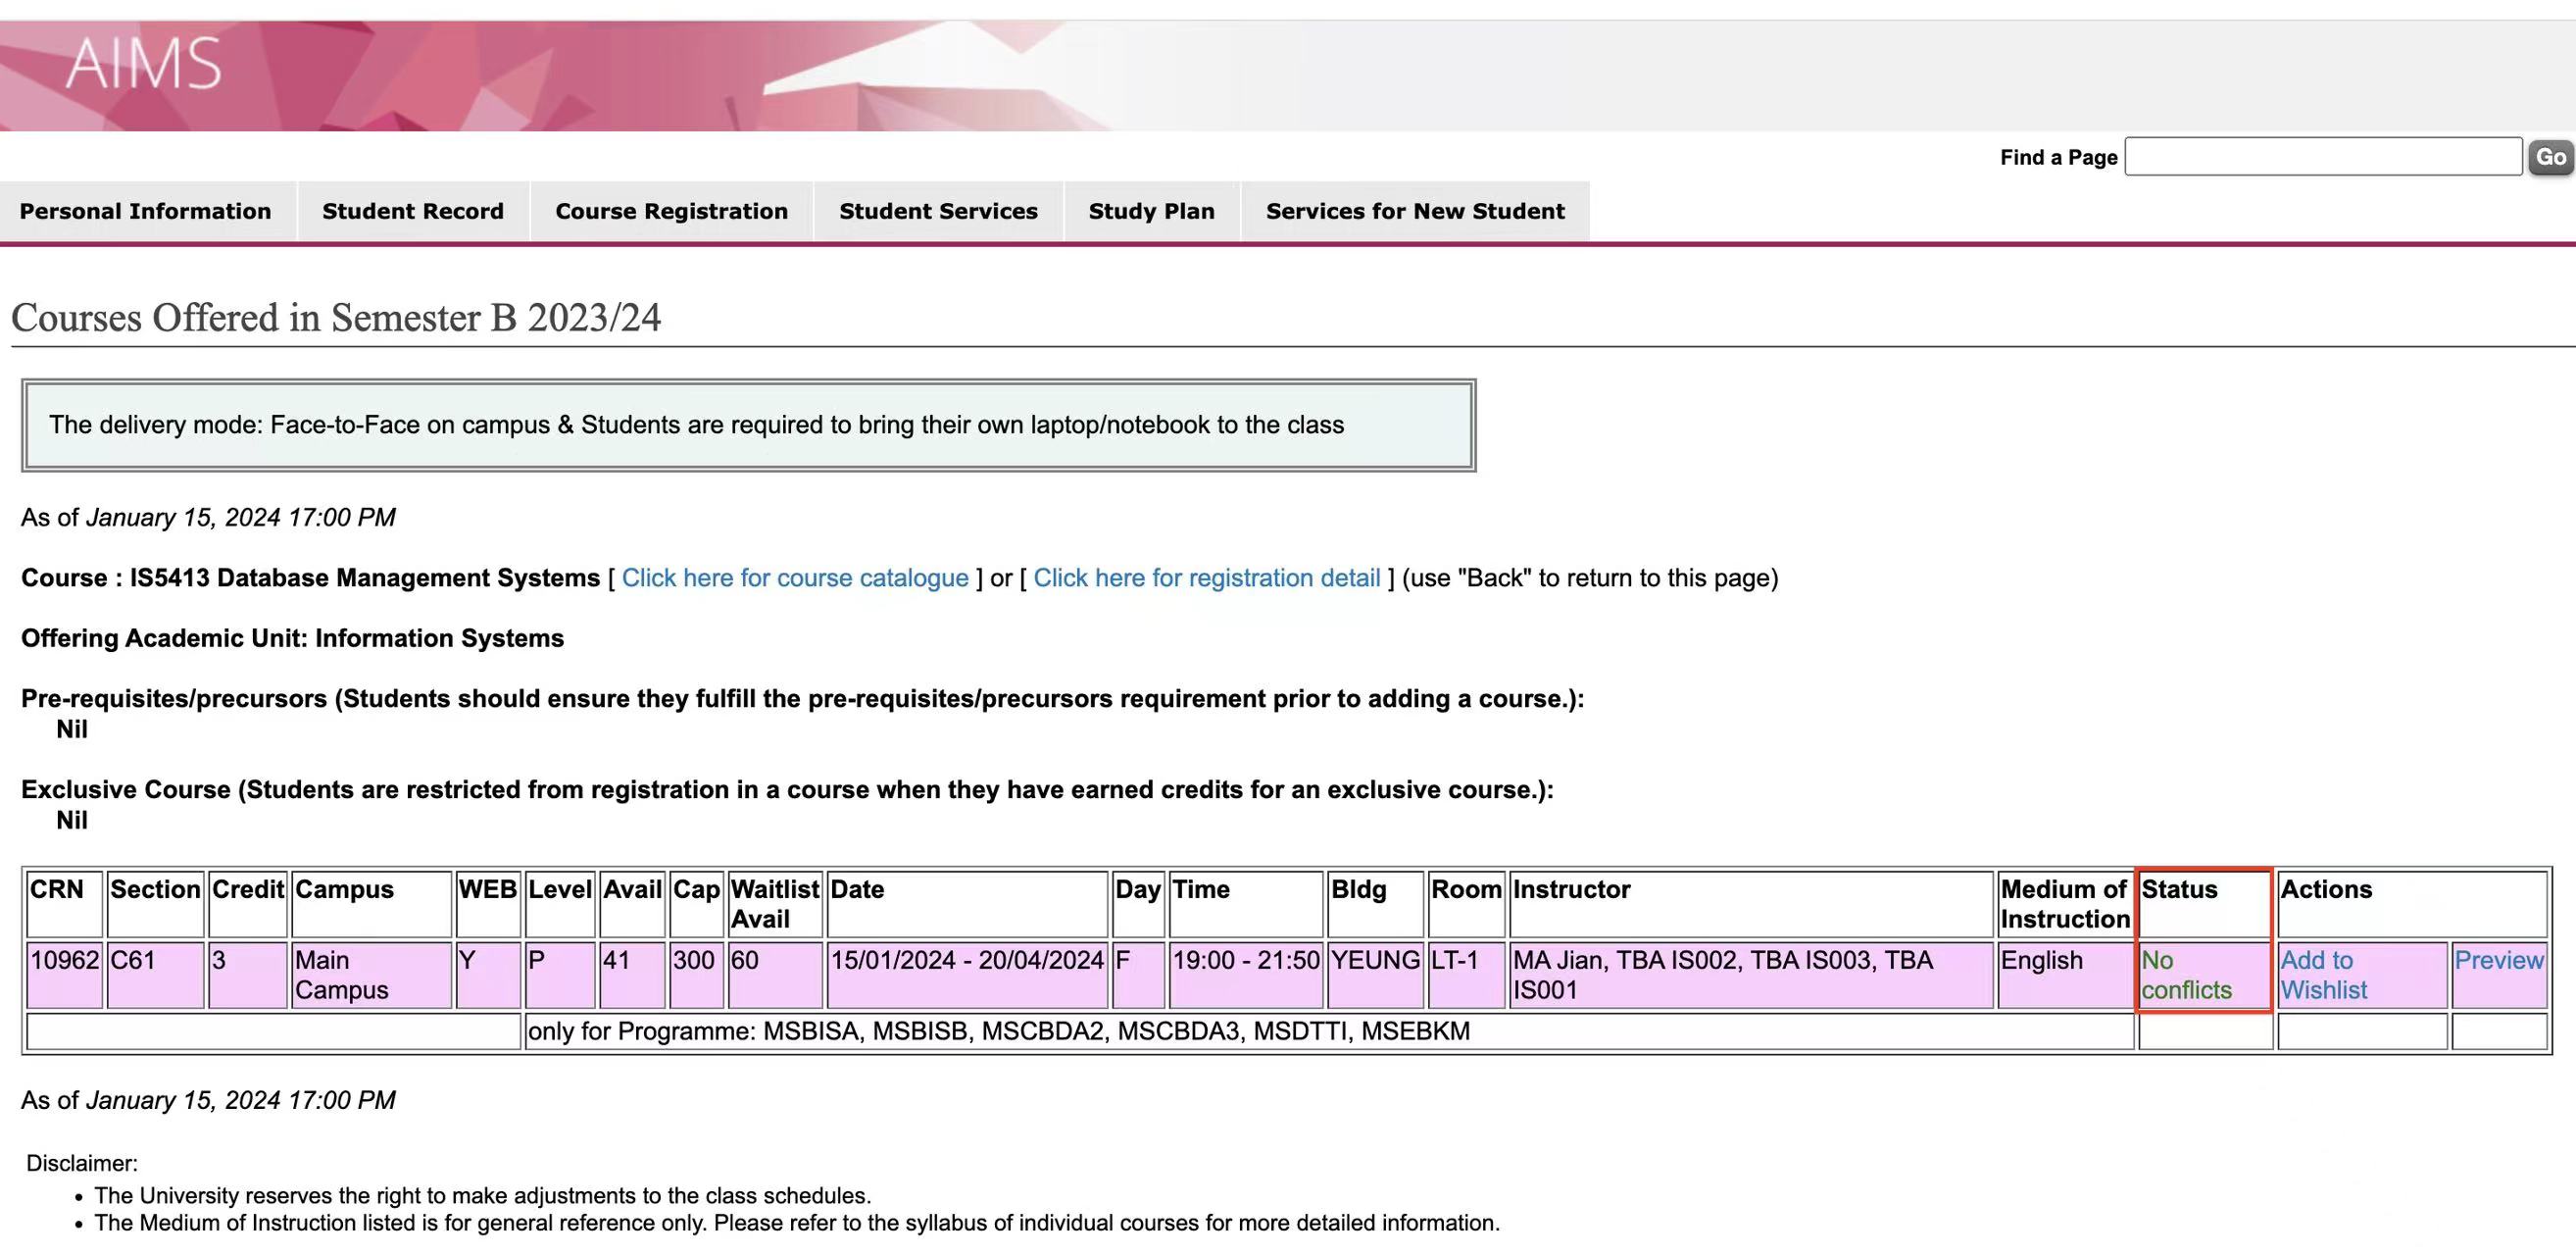 AIMS
Find a Page Go
Personal Information Student Record Course Registration Student Services Study Plan Services for New Student
Courses Offered in Semester B 2023/24
The delivery mode: Face-to-Face on campus & Students are required to bring their own laptop/notebook to the class
As of January 15, 2024 17:00 PM
Course : IS5413 Database Management Systems [ Click here for course catalogue ] or [ Click here for registration detail ] (use "Back" to return to this page)
Offering Academic Unit: Information Systems
Pre-requisites/precursors (Students should ensure they fulfill the pre-requisites/precursors requirement prior to adding a course.):
Nil
Exclusive Course (Students are restricted from registration in a course when they have earned credits for an exclusive course.):
Nil
CRN Section Credit Campus WEB Level Avail Cap Waitlist Avail Date Day Time Bldg Room Instructor Medium of Instruction Status Actions
10962 C61 3 Main Campus Y P 41 300 60 15/01/2024 - 20/04/2024 F 19:00 - 21:50 YEUNG LT-1 MA Jian, TBA IS002, TBA IS003, TBA IS001 English No conflicts Add to Wishlist Preview
only for Programme: MSBISA, MSBISB, MSCBDA2, MSCBDA3, MSDTTI, MSEBKM
As of January 15, 2024 17:00 PM
Disclaimer:
• The University reserves the right to make adjustments to the class schedules.
• The Medium of Instruction listed is for general reference only. Please refer to the syllabus of individual courses for more detailed information.